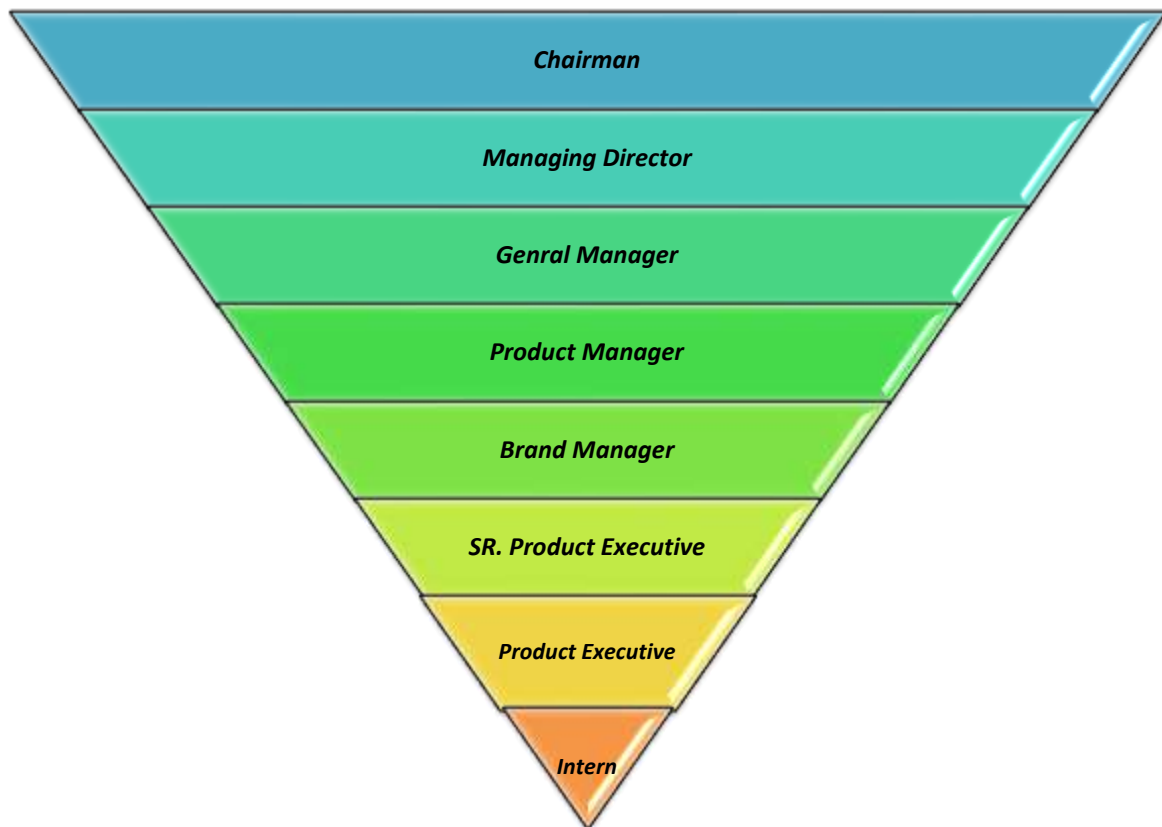 Chairman
Managing Director
Genral Manager
Product Manager
Brand Manager
SR. Product Executive
Product Executive
Intern